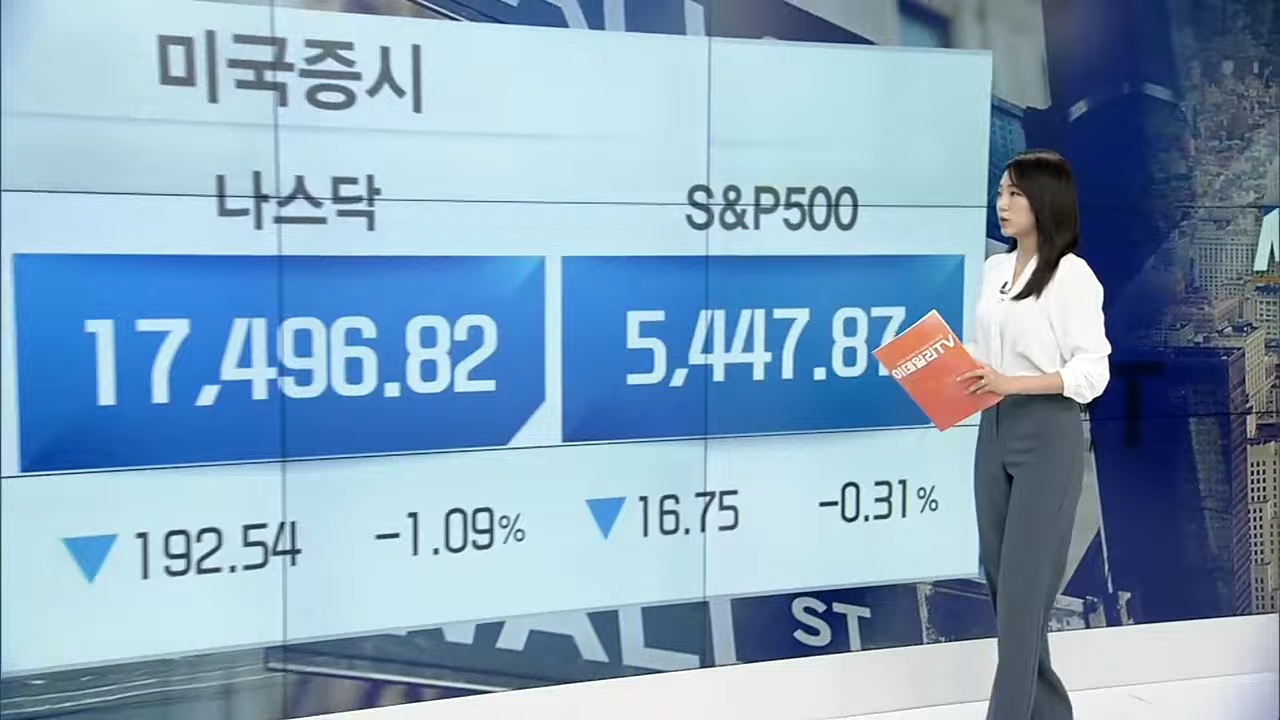 미국증시
나스닥
S&P500
17,496.82
5,447.87
▼192.54 -1.09%
▼16.75 -0.31%
이데일리TV
WALL ST